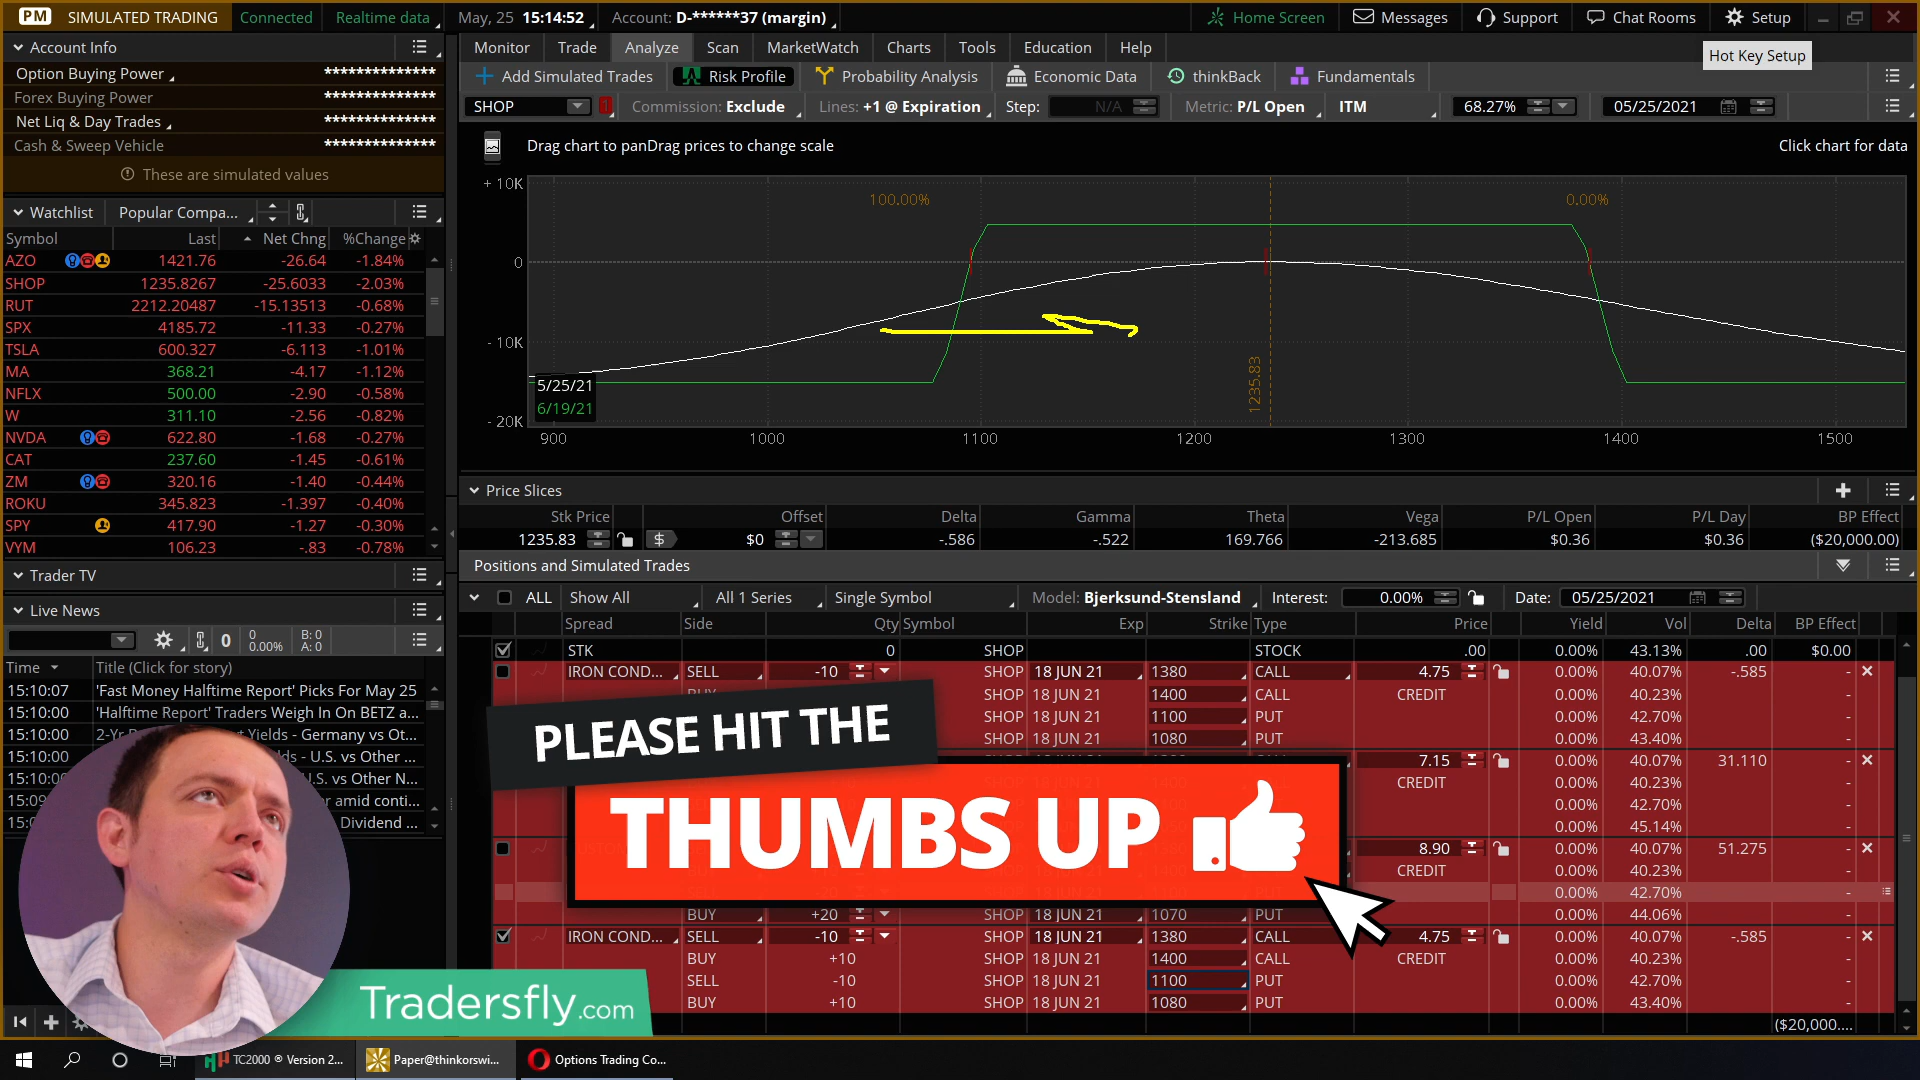 PM SIMULATED TRADING Connected Realtime data May, 25 15:14:52 Account: D-******37 (margin) Home Screen Messages Support Chat Rooms Setup
Hot Key Setup
Account Info
Option Buying Power **************
Forex Buying Power **************
Net Liq & Day Trades **************
Cash & Sweep Vehicle **************
These are simulated values
Watchlist Popular Compa...
Symbol Last Net Chng %Change
AZO 1421.76 -26.64 -1.84%
SHOP 1235.8267 -25.6033 -2.03%
RUT 2212.20487 -15.13513 -0.68%
SPX 4185.72 -11.33 -0.27%
TSLA 600.327 -6.113 -1.01%
MA 368.21 -4.17 -1.12%
NFLX 500.00 -2.90 -0.58%
W 311.10 -2.56 -0.82%
NVDA 622.80 -1.68 -0.27%
CAT 237.60 -1.45 -0.61%
ZM 320.16 -1.40 -0.44%
ROKU 345.823 -1.397 -0.40%
SPY 417.90 -1.27 -0.30%
VYM 106.23 -.83 -0.78%
Trader TV
Live News
0 0 0.00% B: 0 A: 0
Time Title (Click for story)
15:10:07 'Fast Money Halftime Report' Picks For May 25
15:10:00 'Halftime Report' Traders Weigh In On BETZ a...
15:10:00 Yields - Germany vs Ot...
- U.S. vs Other ...
U.S. vs Other N...
amid conti...
Dividend ...
Monitor Trade Analyze Scan MarketWatch Charts Tools Education Help
Add Simulated Trades Risk Profile Probability Analysis Economic Data thinkBack Fundamentals
SHOP 1 Commission: Exclude Lines: +1 @ Expiration Step: N/A Metric: P/L Open ITM 68.27% 05/25/2021
Drag chart to panDrag prices to change scale Click chart for data
+ 10K
0
- 10K
- 20K
100.00% 0.00%
1235.83
5/25/21
6/19/21
900 1000 1100 1200 1300 1400 1500
Price Slices
Stk Price Offset Delta Gamma Theta Vega P/L Open P/L Day BP Effect
1235.83 $ $0 -.586 -.522 169.766 -213.685 $0.36 $0.36 ($20,000.00)
Positions and Simulated Trades
ALL Show All All 1 Series Single Symbol Model: Bjerksund-Stensland Interest: 0.00% Date: 05/25/2021
Spread Side Qty Symbol Exp Strike Type Price Yield Vol Delta BP Effect
STK 0 SHOP STOCK .00 0.00% 43.13% .00 $0.00
IRON COND... SELL -10 SHOP 18 JUN 21 1380 CALL 4.75 0.00% 40.07% -.585 -
SHOP 18 JUN 21 1400 CALL CREDIT 0.00% 40.23% -
SHOP 18 JUN 21 1100 PUT 0.00% 42.70% -
SHOP 18 JUN 21 1080 PUT 0.00% 43.40% -
7.15 0.00% 40.07% 31.110 -
CREDIT 0.00% 40.23% -
0.00% 42.70% -
0.00% 45.14% -
8.90 0.00% 40.07% 51.275 -
CREDIT 0.00% 40.23% -
0.00% 42.70% -
BUY +20 SHOP 18 JUN 21 1070 PUT 0.00% 44.06% -
IRON COND... SELL -10 SHOP 18 JUN 21 1380 CALL 4.75 0.00% 40.07% -.585 -
BUY +10 SHOP 18 JUN 21 1400 CALL CREDIT 0.00% 40.23% -
SELL -10 SHOP 18 JUN 21 1100 PUT 0.00% 42.70% -
BUY +10 SHOP 18 JUN 21 1080 PUT 0.00% 43.40% -
($20,000....
PLEASE HIT THE
THUMBS UP
Tradersfly.com
TC2000 ® Version 2... Paper@thinkorswi... Options Trading Co...